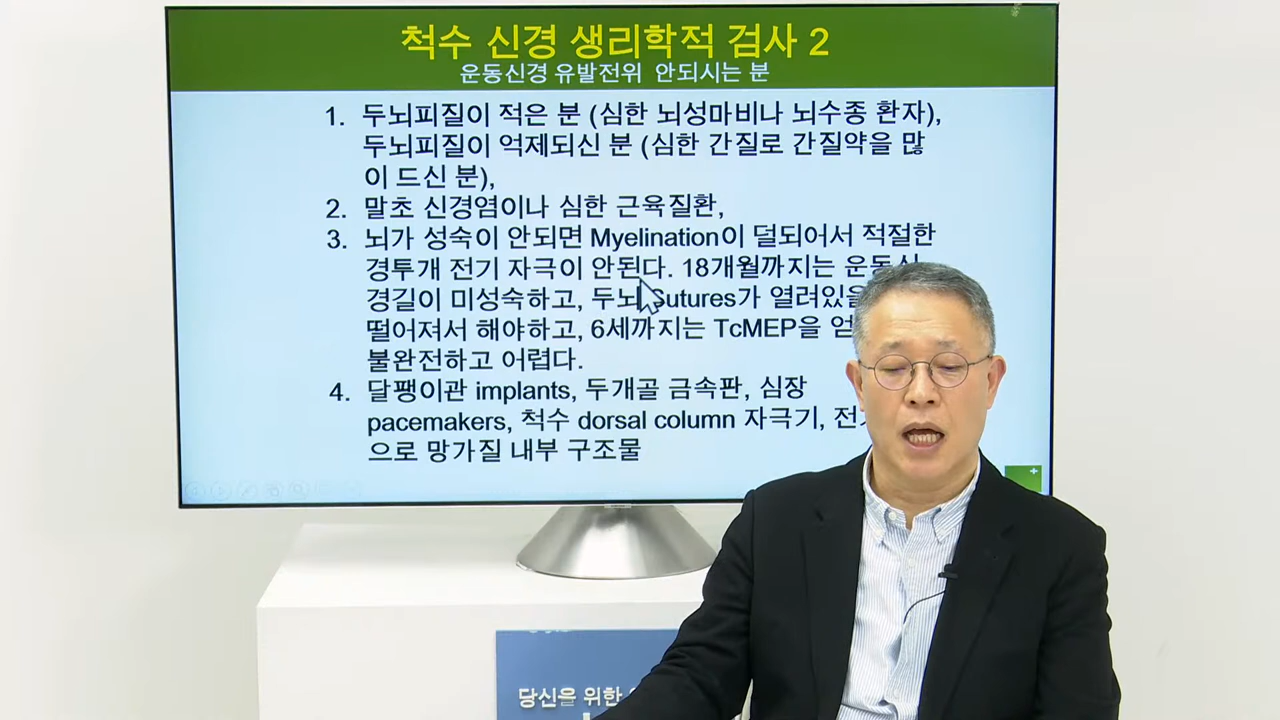 척수 신경 생리학적 검사 2
운동신경 유발전위 안되시는 분
1. 두뇌피질이 적은 분 (심한 뇌성마비나 뇌수종 환자),
두뇌피질이 억제되신 분 (심한 간질로 간질약을 많
이 드신 분),
2. 말초 신경염이나 심한 근육질환,
3. 뇌가 성숙이 안되면 Myelination이 덜되어서 적절한
경투개 전기 자극이 안된다. 18개월까지는
경길이 미성숙하고, 두뇌 Sutures가
떨어져서 해야하고, 6세까지는 TcMEP을
불완전하고 어렵다.
4. 달팽이관 implants, 두개골 금속판, 심장
pacemakers, 척수 dorsal column 자극기,
으로 망가질 내부 구조물
당신을 위한